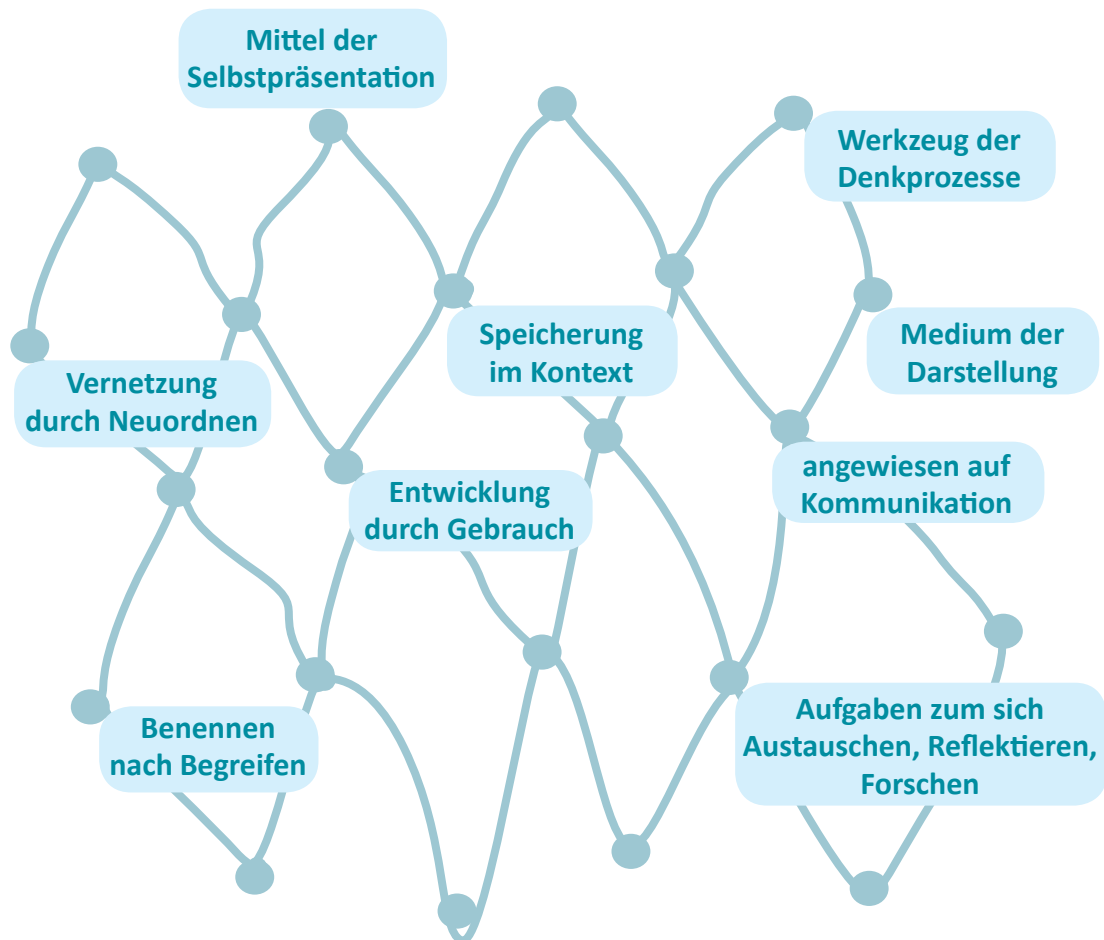 Mittel der
Selbstpräsentation
Werkzeug der
Denkprozesse
Speicherung
im Kontext
Medium der
Darstellung
Vernetzung
durch Neuordnen
Entwicklung
durch Gebrauch
angewiesen auf
Kommunikation
Benennen
nach Begreifen
Aufgaben zum sich
Austauschen, Reflektieren,
Forschen